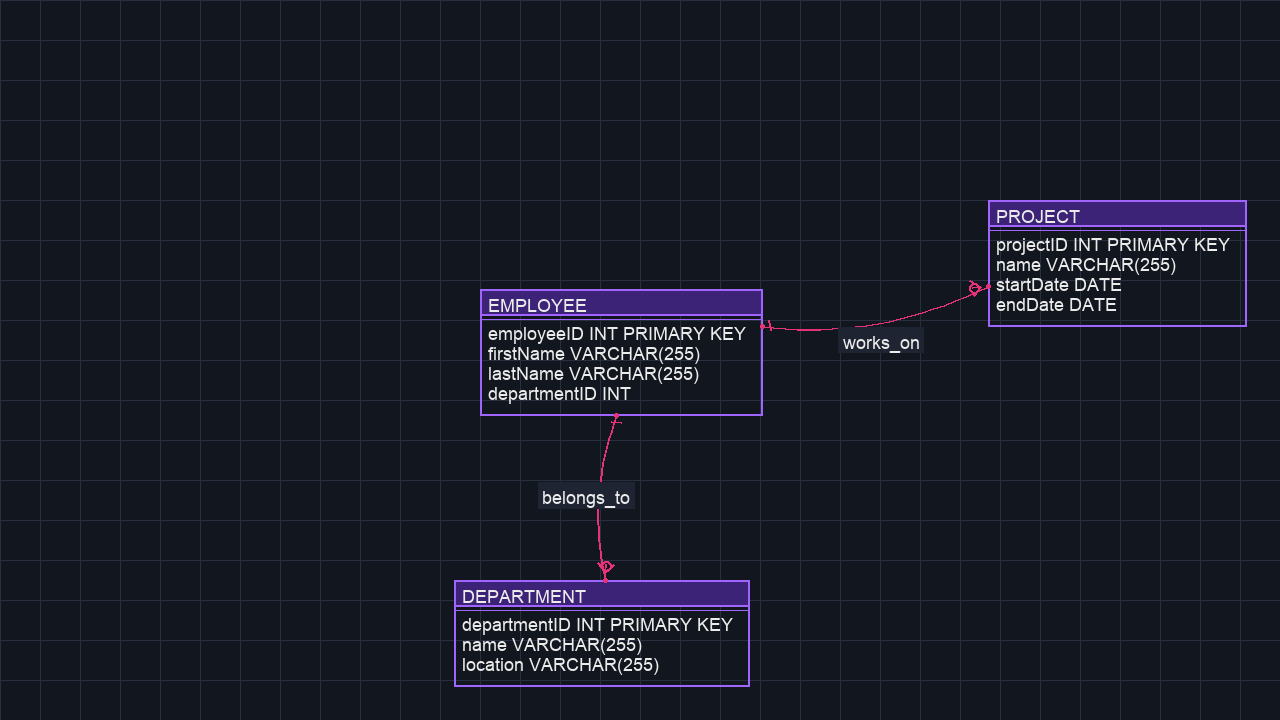 PROJECT
projectID INT PRIMARY KEY
name VARCHAR(255)
startDate DATE
endDate DATE
EMPLOYEE
employeeID INT PRIMARY KEY
firstName VARCHAR(255)
lastName VARCHAR(255)
departmentID INT
works_on
belongs_to
DEPARTMENT
departmentID INT PRIMARY KEY
name VARCHAR(255)
location VARCHAR(255)